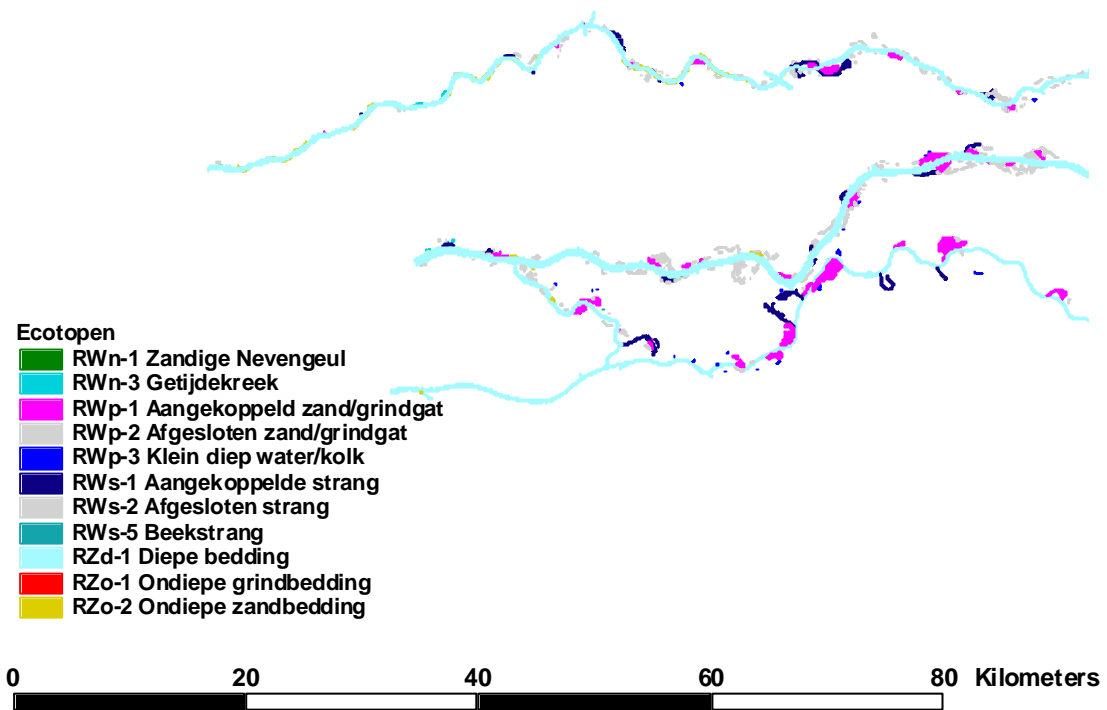 Ecotopen
RWn-1 Zandige Nevengeul
RWn-3 Getijdekreek
RWp-1 Aangekoppeld zand/grindgat
RWp-2 Afgesloten zand/grindgat
RWp-3 Klein diep water/kolk
RWs-1 Aangekoppelde strang
RWs-2 Afgesloten strang
RWs-5 Beekstrang
RZd-1 Diepe bedding
RZo-1 Ondiepe grindbedding
RZo-2 Ondiepe zandbedding
0 20 40 60 80 Kilometers